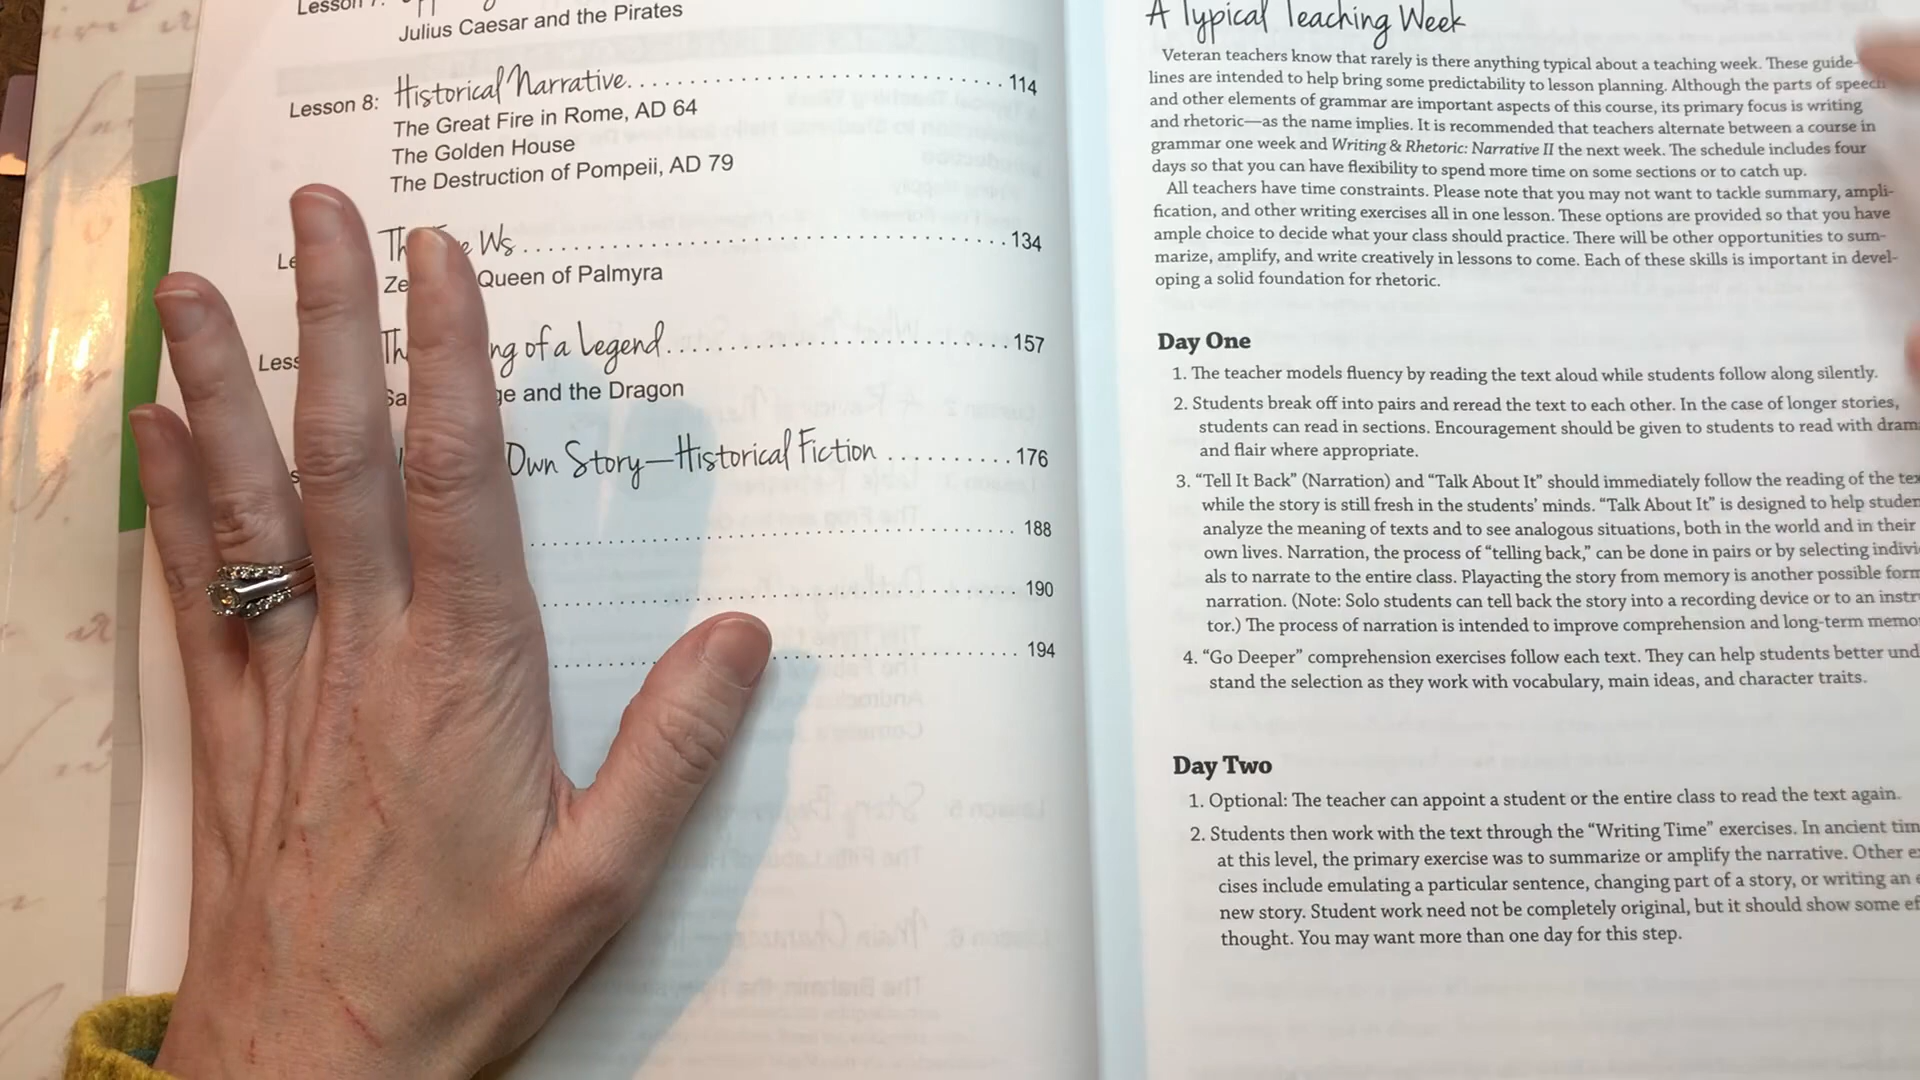 Lesson 7:
Julius Caesar and the Pirates
Lesson 8: Historical Narrative. . . . . . . . . . . . . . . . . . . . . . . . . . . . . . 114
The Great Fire in Rome, AD 64
The Golden House
The Destruction of Pompeii, AD 79
Ws . . . . . . . . . . . . . . . . . . . . . . . . . . . . . . . . . . . . . . 134
Queen of Palmyra
of a Legend. . . . . . . . . . . . . . . . . . . . . . . . . . . . . 157
and the Dragon
Own Story—Historical Fiction . . . . . . . . . . 176
. . . . . . . . . . . . . . . . . . . . . . . . . . . . . . . . . . . . . . . . 188
. . . . . . . . . . . . . . . . . . . . . . . . . . . . . . . . . . . . . . . . 190
. . . . . . . . . . . . . . . . . . . . . . . . . . . . . . . . . . . 194
A Typical Teaching Week
Veteran teachers know that rarely is there anything typical about a teaching week. These guide-
lines are intended to help bring some predictability to lesson planning. Although the parts of speech
and other elements of grammar are important aspects of this course, its primary focus is writing
and rhetoric—as the name implies. It is recommended that teachers alternate between a course in
grammar one week and Writing & Rhetoric: Narrative II the next week. The schedule includes four
days so that you can have flexibility to spend more time on some sections or to catch up.
All teachers have time constraints. Please note that you may not want to tackle summary, ampli-
fication, and other writing exercises all in one lesson. These options are provided so that you have
ample choice to decide what your class should practice. There will be other opportunities to sum-
marize, amplify, and write creatively in lessons to come. Each of these skills is important in devel-
oping a solid foundation for rhetoric.
Day One
1. The teacher models fluency by reading the text aloud while students follow along silently.
2. Students break off into pairs and reread the text to each other. In the case of longer stories,
students can read in sections. Encouragement should be given to students to read with dram
and flair where appropriate.
3. “Tell It Back” (Narration) and “Talk About It” should immediately follow the reading of the
while the story is still fresh in the students’ minds. “Talk About It” is designed to help studen
analyze the meaning of texts and to see analogous situations, both in the world and in their
own lives. Narration, the process of “telling back,” can be done in pairs or by selecting indivi
als to narrate to the entire class. Playacting the story from memory is another possible form
narration. (Note: Solo students can tell back the story into a recording device or to an instr
tor.) The process of narration is intended to improve comprehension and long-term memo
4. “Go Deeper” comprehension exercises follow each text. They can help students better und
stand the selection as they work with vocabulary, main ideas, and character traits.
Day Two
1. Optional: The teacher can appoint a student or the entire class to read the text again.
2. Students then work with the text through the “Writing Time” exercises. In ancient tim
at this level, the primary exercise was to summarize or amplify the narrative. Other
cises include emulating a particular sentence, changing part of a story, or writing an
new story. Student work need not be completely original, but it should show some ef
thought. You may want more than one day for this step.